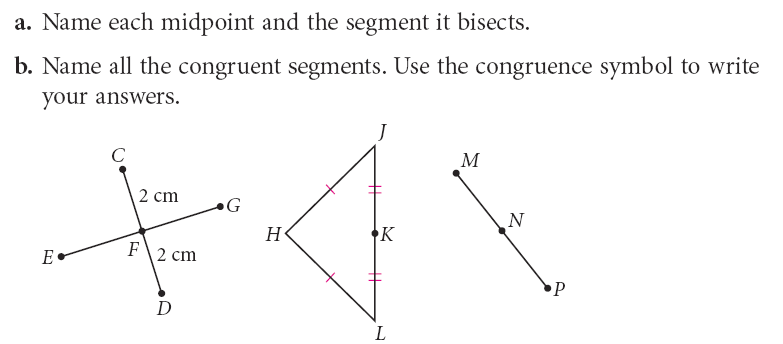 a. Name each midpoint and the segment it bisects.
b. Name all the congruent segments. Use the congruence symbol to write
your answers.
C
2 cm
G
E
F
2 cm
D
J
H
K
L
M
N
P